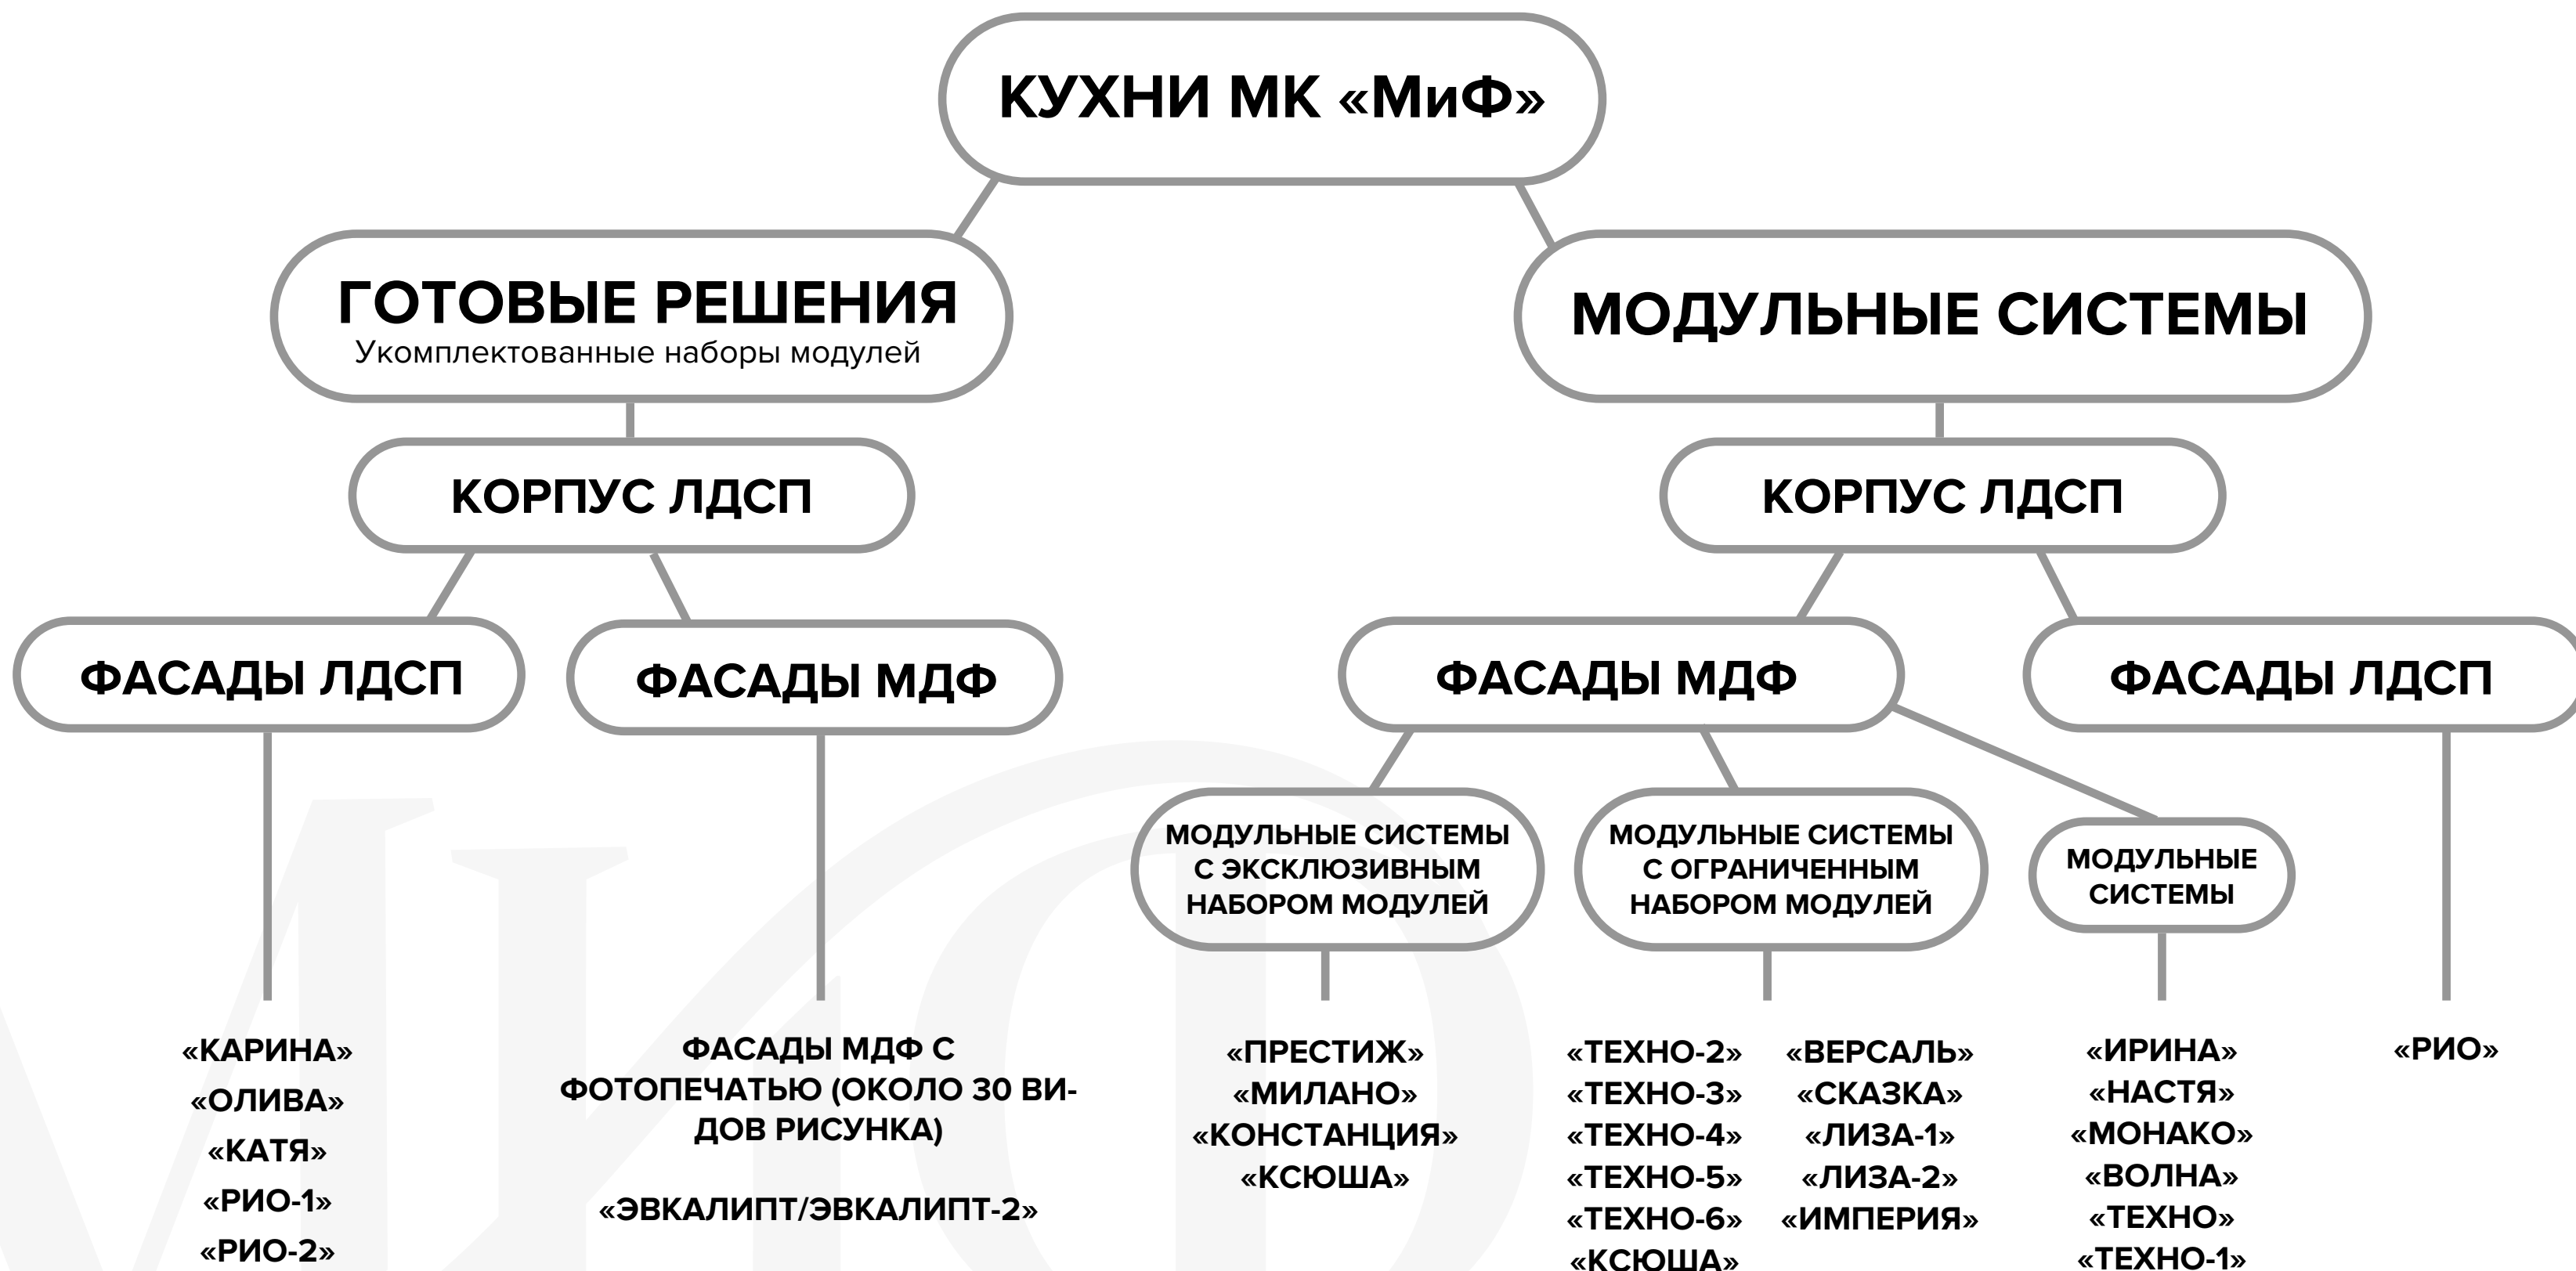 КУХНИ МК «МиФ»
ГОТОВЫЕ РЕШЕНИЯ
Укомплектованные наборы модулей
МОДУЛЬНЫЕ СИСТЕМЫ
КОРПУС ЛДСП
КОРПУС ЛДСП
ФАСАДЫ ЛДСП
ФАСАДЫ МДФ
ФАСАДЫ МДФ
ФАСАДЫ ЛДСП
МОДУЛЬНЫЕ СИСТЕМЫ
С ЭКСКЛЮЗИВНЫМ
НАБОРОМ МОДУЛЕЙ
МОДУЛЬНЫЕ СИСТЕМЫ
С ОГРАНИЧЕННЫМ
НАБОРОМ МОДУЛЕЙ
МОДУЛЬНЫЕ
СИСТЕМЫ
«КАРИНА»
«ОЛИВА»
«КАТЯ»
«РИО-1»
«РИО-2»
ФАСАДЫ МДФ С
ФОТОПЕЧАТЬЮ (ОКОЛО 30 ВИ-
ДОВ РИСУНКА)
«ЭВКАЛИПТ/ЭВКАЛИПТ-2»
«ПРЕСТИЖ»
«МИЛАНО»
«КОНСТАНЦИЯ»
«КСЮША»
«ТЕХНО-2»
«ТЕХНО-3»
«ТЕХНО-4»
«ТЕХНО-5»
«ТЕХНО-6»
«КСЮША»
«ВЕРСАЛЬ»
«СКАЗКА»
«ЛИЗА-1»
«ЛИЗА-2»
«ИМПЕРИЯ»
«ИРИНА»
«НАСТЯ»
«МОНАКО»
«ВОЛНА»
«ТЕХНО»
«ТЕХНО-1»
«РИО»
МИФ